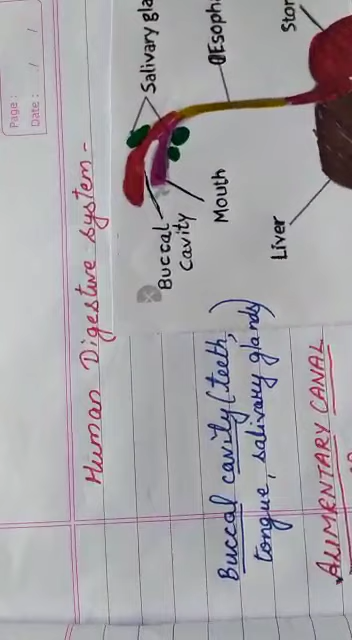 Page:
Date: / /
Human Digestive system -
Salivary gla
Oesoph
Stor
Buccal
Cavity
Mouth
Liver
Buccal cavity (teeth,
tongue, salivary glands)
ALIMENTARY CANAL